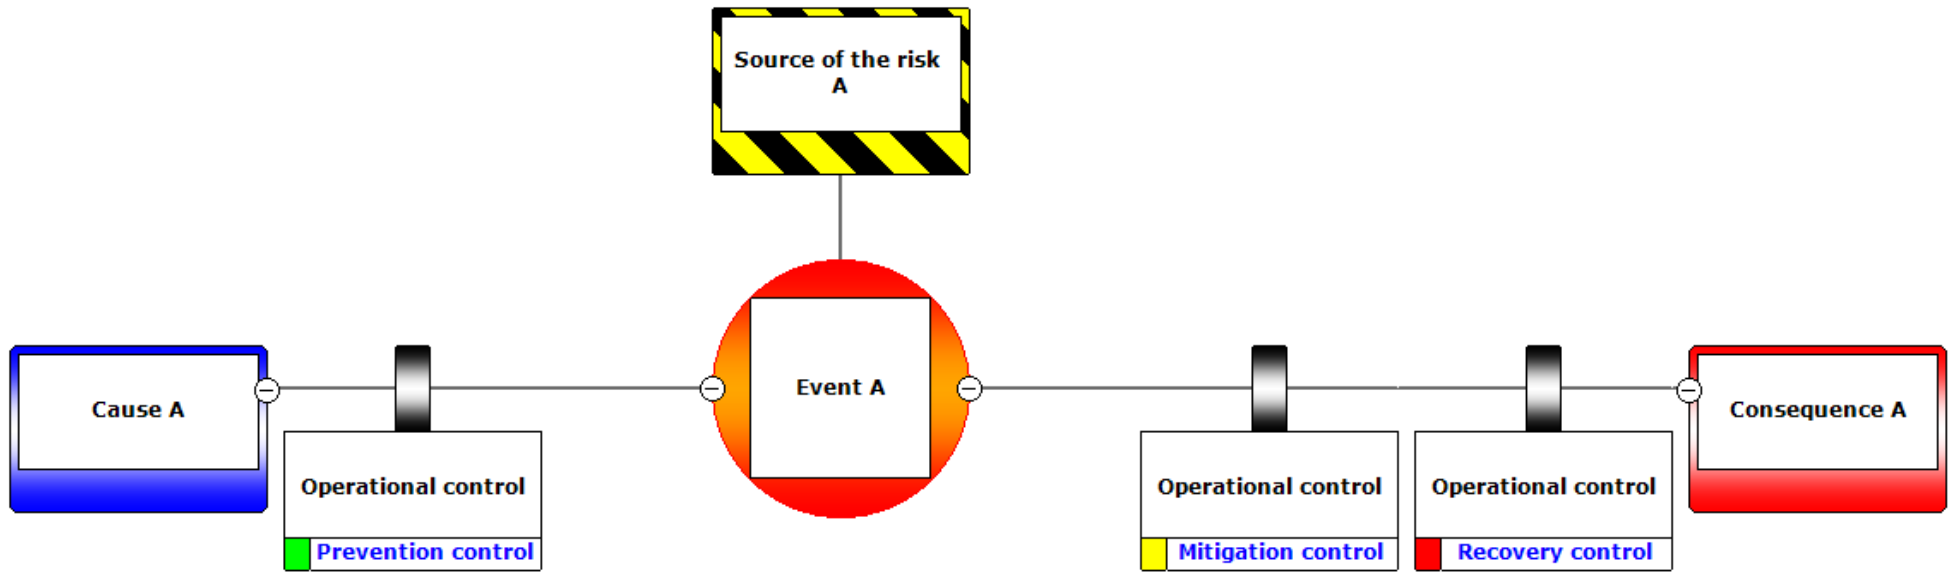 Source of the risk
A
Cause A
Event A
Consequence A
Operational control
Prevention control
Operational control
Mitigation control
Operational control
Recovery control